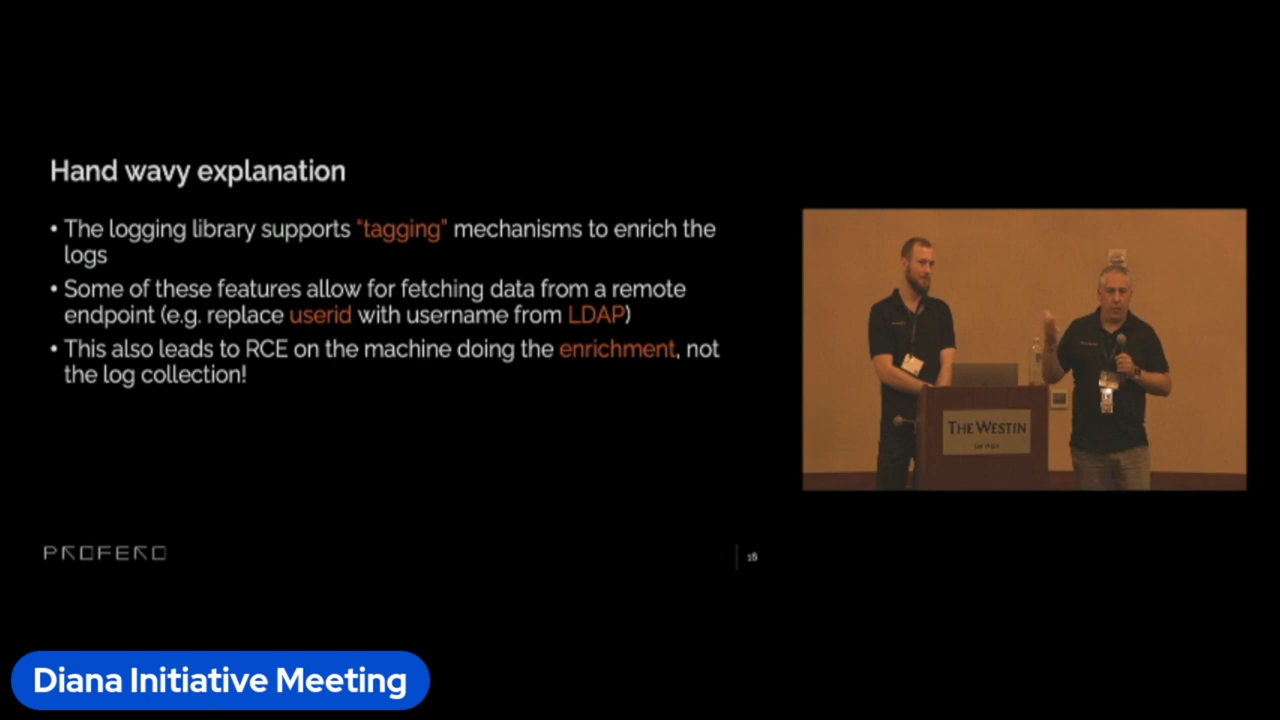 Hand wavy explanation
• The logging library supports "tagging" mechanisms to enrich the
logs
• Some of these features allow for fetching data from a remote
endpoint (e.g. replace userid with username from LDAP)
• This also leads to RCE on the machine doing the enrichment, not
the log collection!
THE WESTIN
PROFERO
16
Diana Initiative Meeting